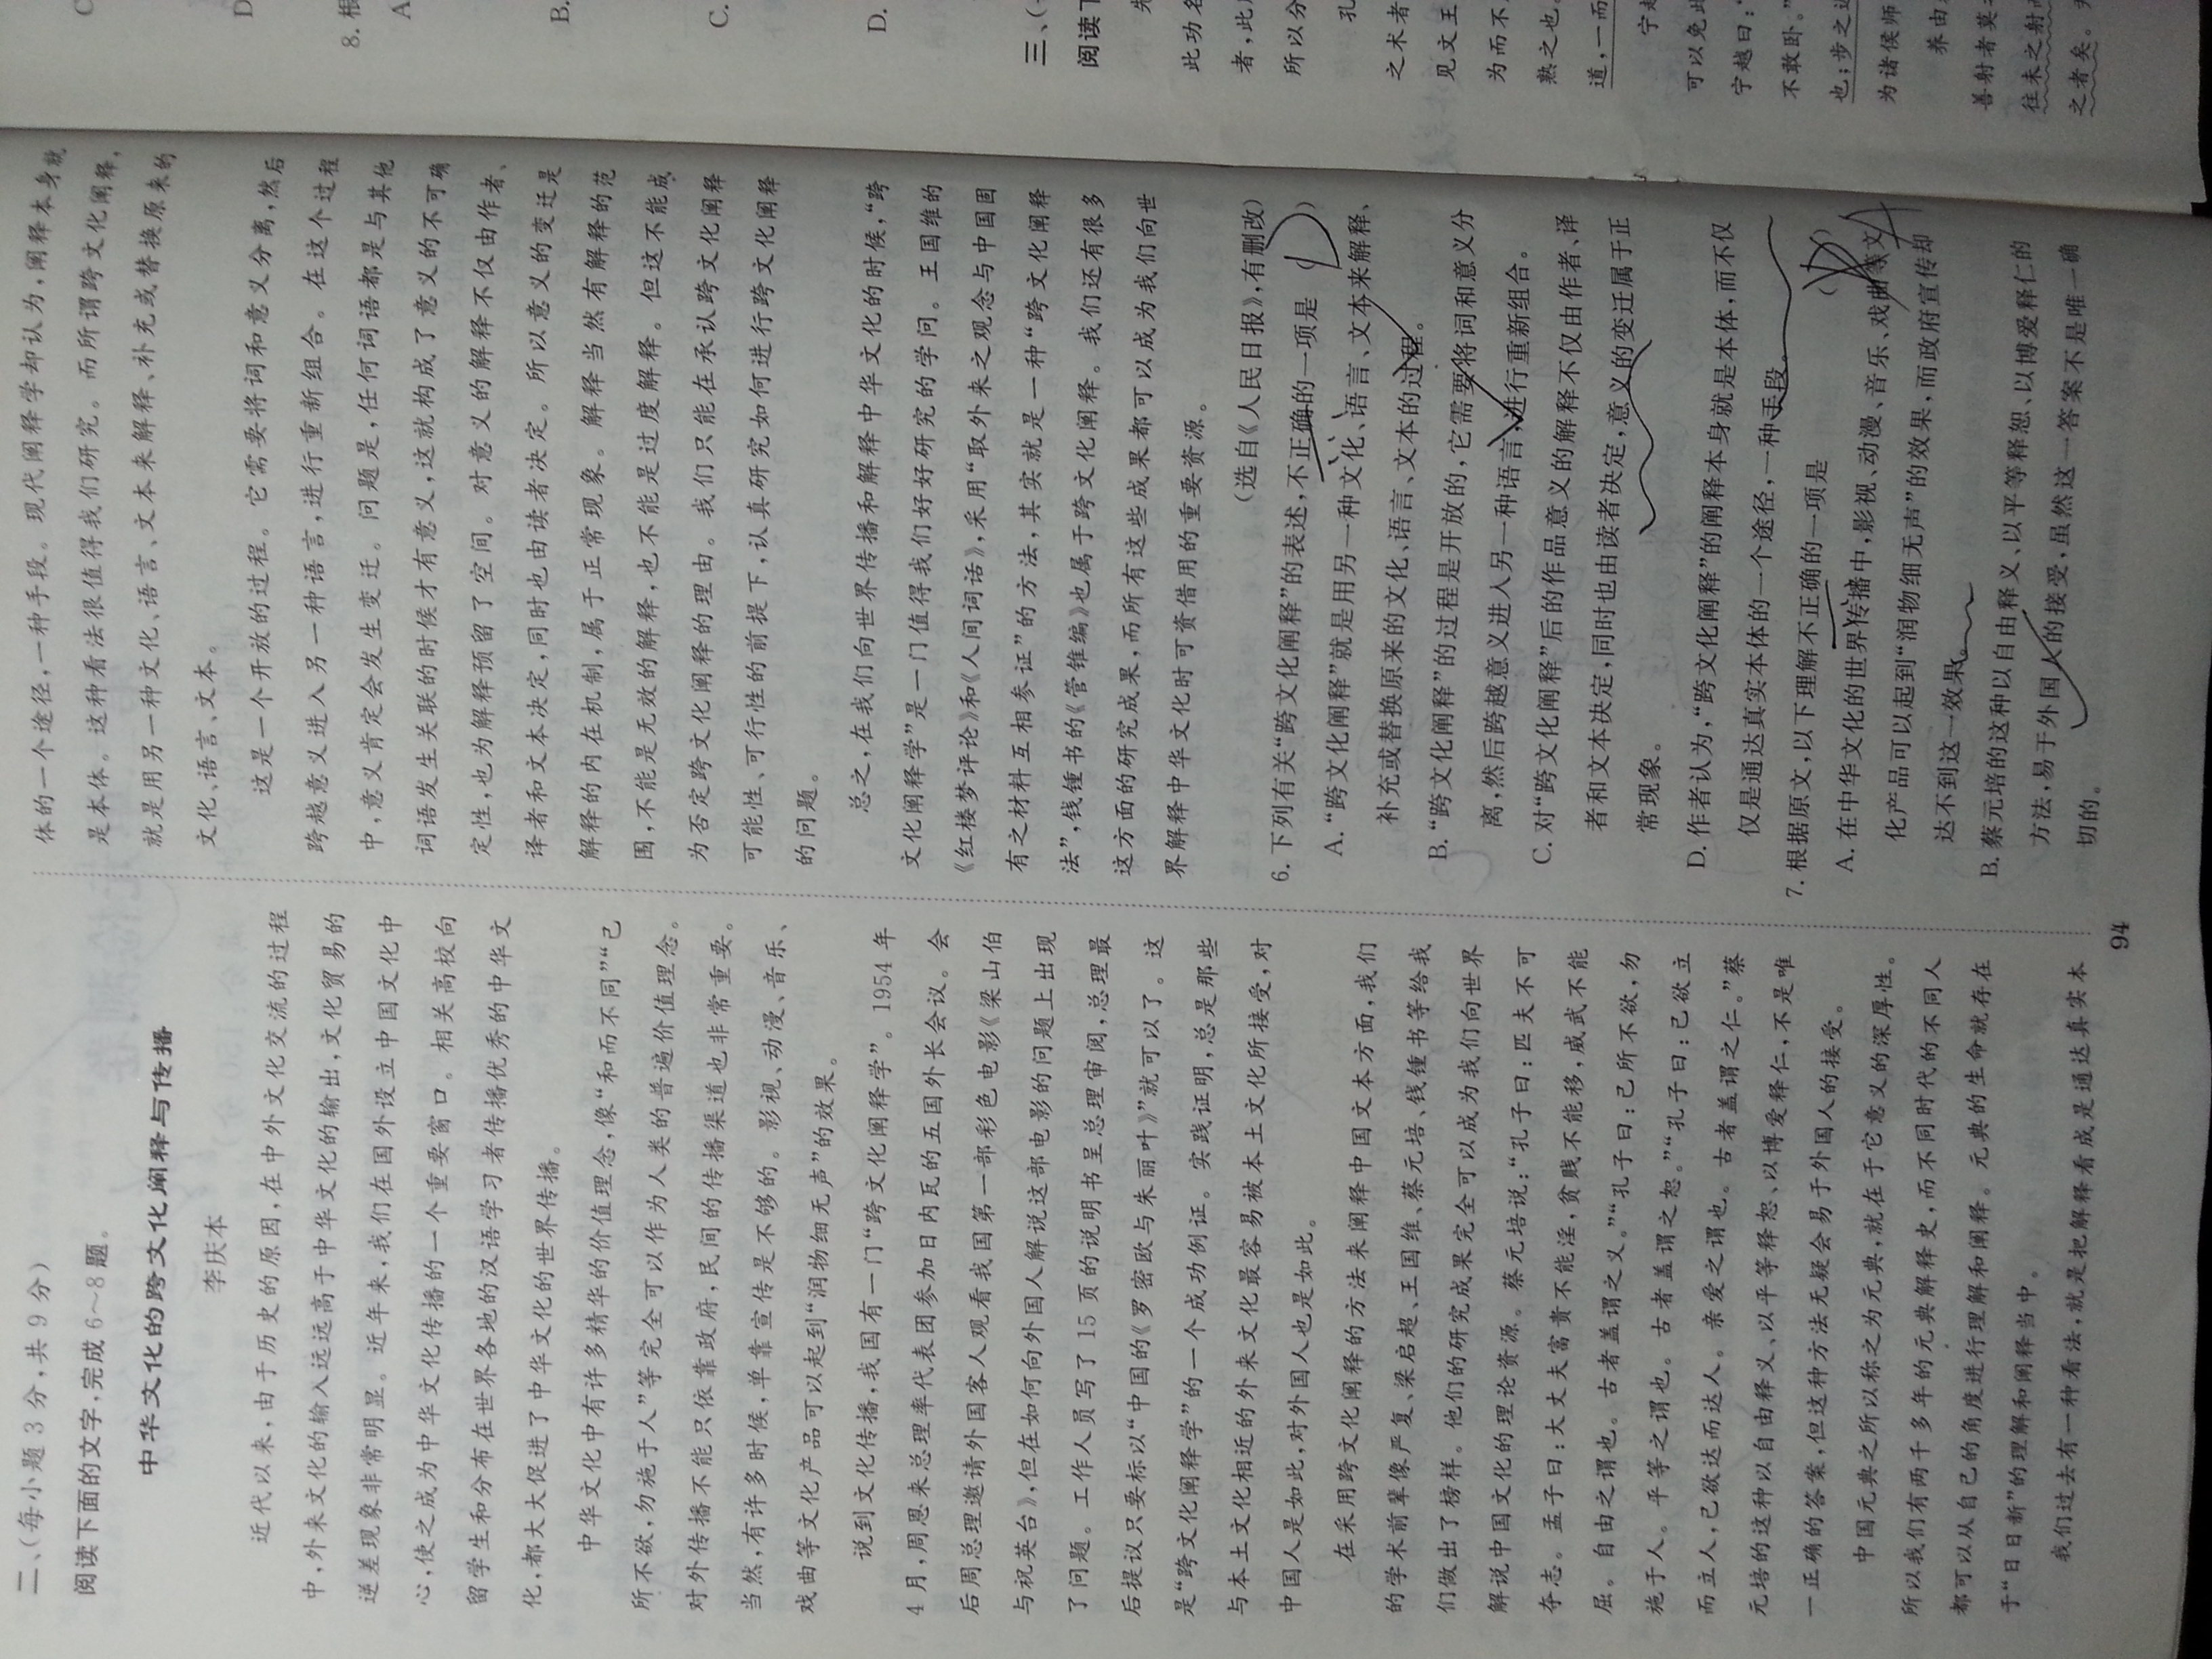 二、(每小题3分,共9分)
阅读下面的文字,完成6～8题。
中华文化的跨文化阐释与传播
李庆本
近代以来,由于历史的原因,在中外文化交流的过程
中,外来文化的输入远远高于中华文化的输出,文化贸易的
逆差现象非常明显。近年来,我们在国外设立中国文化中
心,使之成为中华文化传播的一个重要窗口。相关高校向
留学生和分布在世界各地的汉语学习者传播优秀的中华文
化,都大大促进了中华文化的世界传播。
中华文化中有许多精华的价值理念,像“和而不同”“己
所不欲,勿施于人”等完全可以作为人类的普遍价值理念。
对外传播不能只依靠政府,民间的传播渠道也非常重要。
当然,有许多时候,单靠宣传是不够的。影视、动漫、音乐、
戏曲等文化产品可以起到“润物细无声”的效果。
说到文化传播,我国有一门“跨文化阐释学”。1954年
4月,周恩来总理率代表团参加日内瓦的五国外长会议。会
后周总理邀请外国客人观看我国第一部彩色电影《梁山伯
与祝英台》,但在如何向外国人解说这部电影的问题上出现
了问题。工作人员写了15页的说明书呈总理审阅,总理最
后提议只要标以“中国的《罗密欧与朱丽叶》”就可以了。这
是“跨文化阐释学”的一个成功例证。实践证明,总是那些
与本土文化相近的外来文化最容易被本土文化所接受,对
中国人是如此,对外国人也是如此。
在采用跨文化阐释的方法来阐释中国文本方面,我们
的学术前辈像严复、梁启超、王国维、蔡元培、钱锺书等给我
们做出了榜样。他们的研究成果完全可以成为我们向世界
解说中国文化的理论资源。蔡元培说:“孔子曰:匹夫不可
夺志。孟子曰:大丈夫富贵不能淫,贫贱不能移,威武不能
屈。自由之谓也。古者盖谓之义。”“孔子曰:己所不欲,勿
施于人。平等之谓也。古者盖谓之恕。”“孔子曰:己欲立
而立人,己欲达而达人。亲爱之谓也。古者盖谓之仁。”蔡
元培的这种以自由释义、以平等释恕、以博爱释仁,不是唯
一正确的答案,但这种方法无疑会易于外国人的接受。
中国元典之所以称之为元典,就在于它意义的深厚性。
所以我们有两千多年的元典解释史,而不同时代的不同人
都可以从自己的角度进行理解和阐释。元典的生命就存在
于“日日新”的理解和阐释当中。
我们过去有一种看法,就是把解释看成是通达真实本
体的一个途径,一种手段。现代阐释学却认为,阐释本身就
是本体。这种看法很值得我们研究。而所谓跨文化阐释,
就是用另一种文化、语言、文本来解释、补充或替换原来的
文化、语言、文本。
这是一个开放的过程。它需要将词和意义分离,然后
跨越意义进入另一种语言,进行重新组合。在这个过程
中,意义肯定会发生变迁。问题是,任何词语都是与其他
词语发生关联的时候才有意义,这就构成了意义的不可确
定性,也为解释预留了空间。对意义的解释不仅由作者、
译者和文本决定,同时也由读者决定。所以意义的变迁是
解释的内在机制,属于正常现象。解释当然有解释的范
围,不能是无效的解释,也不能是过度解释。但这不能成
为否定跨文化阐释的理由。我们只能在承认跨文化阐释
可能性、可行性的前提下,认真研究如何进行跨文化阐释
的问题。
总之,在我们向世界传播和解释中华文化的时候,“跨
文化阐释学”是一门值得我们好好研究的学问。王国维的
《红楼梦评论》和《人间词话》,采用“取外来之观念与中国固
有之材料互相参证”的方法,其实就是一种“跨文化阐释
法”,钱锺书的《管锥编》也属于跨文化阐释。我们还有很多
这方面的研究成果,而所有这些成果都可以成为我们向世
界解释中华文化时可资借用的重要资源。
(选自《人民日报》,有删改)
6.下列有关“跨文化阐释”的表述,不正确的一项是 (D)
A.“跨文化阐释”就是用另一种文化、语言、文本来解释、
补充或替换原来的文化、语言、文本的过程。
B.“跨文化阐释”的过程是开放的,它需要将词和意义分
离,然后跨越意义进入另一种语言,进行重新组合。
C.对“跨文化阐释”后的作品意义的解释不仅由作者、译
者和文本决定,同时也由读者决定,意义的变迁属于正
常现象。
D.作者认为,“跨文化阐释”的阐释本身就是本体,而不仅
仅是通达真实本体的一个途径,一种手段。
7.根据原文,以下理解不正确的一项是 ( ) A
A.在中华文化的世界传播中,影视、动漫、音乐、戏曲等文
化产品可以起到“润物细无声”的效果,而政府宣传却
达不到这一效果。
B.蔡元培的这种以自由释义、以平等释恕、以博爱释仁的
方法,易于外国人的接受,虽然这一答案不是唯一确
切的。
94
C
D
8.根
A
B.
C.
D.
三、(
阅读下
此功名
者,此
所以分
孔
之术者
见文王
为而不
熟之也
道,一而
宁越
可以免此
宁越曰:
不敢卧。”
也;步之
为诸侯师
养由
善射者莫
往未之射
之者矣。